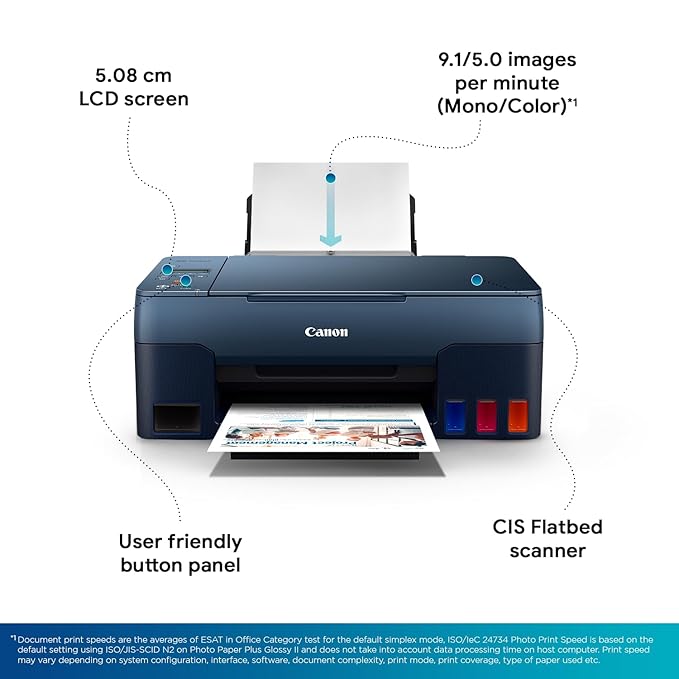 5.08 cm
LCD screen
9.1/5.0 images
per minute
(Mono/Color)*1
Canon
Project Management
User friendly
button panel
CIS Flatbed
scanner
*1Document print speeds are the averages of ESAT in Office Category test for the default simplex mode, ISO/IeC 24734 Photo Print Speed is based on the
default setting using ISO/JIS-SCID N2 on Photo Paper Plus Glossy II and does not take into account data processing time on host computer. Print speed
may vary depending on system configuration, interface, software, document complexity, print mode, print coverage, type of paper used etc.